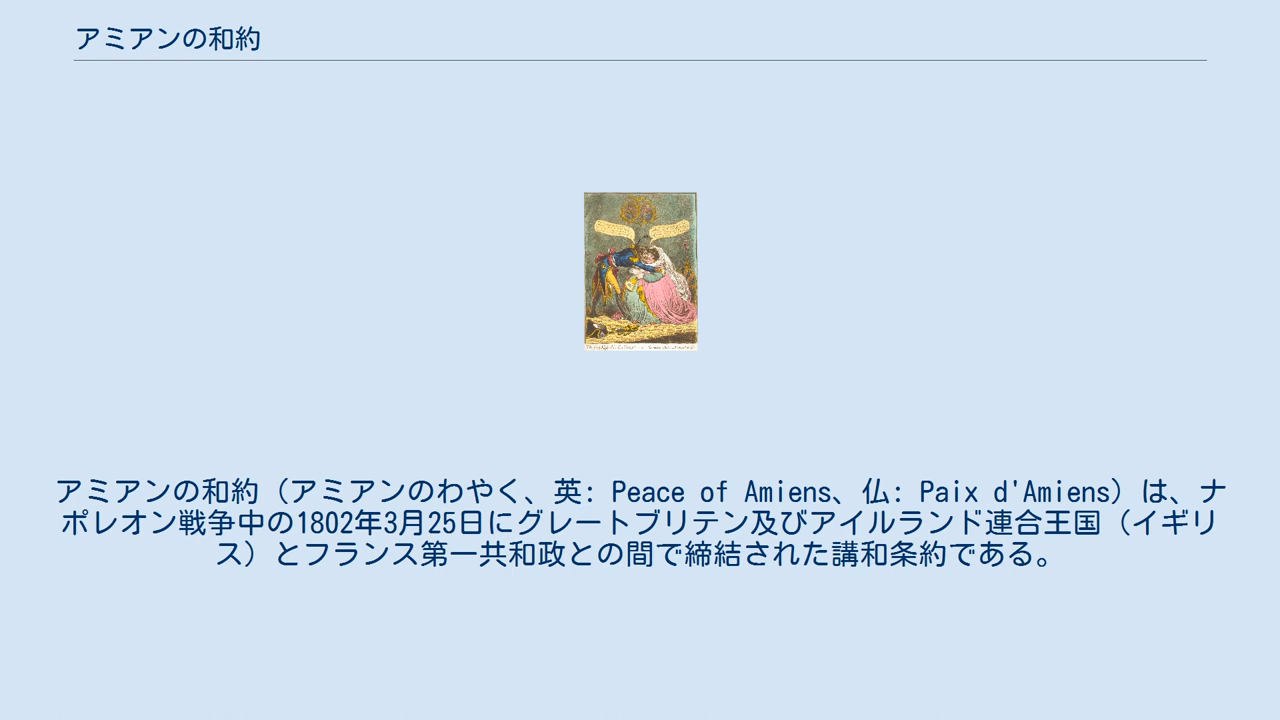 アミアンの和約
アミアンの和約（アミアンのわやく、英: Peace of Amiens、仏: Paix d'Amiens）は、ナ
ポレオン戦争中の1802年3月25日にグレートブリテン及びアイルランド連合王国（イギリ
ス）とフランス第一共和政との間で締結された講和条約である。